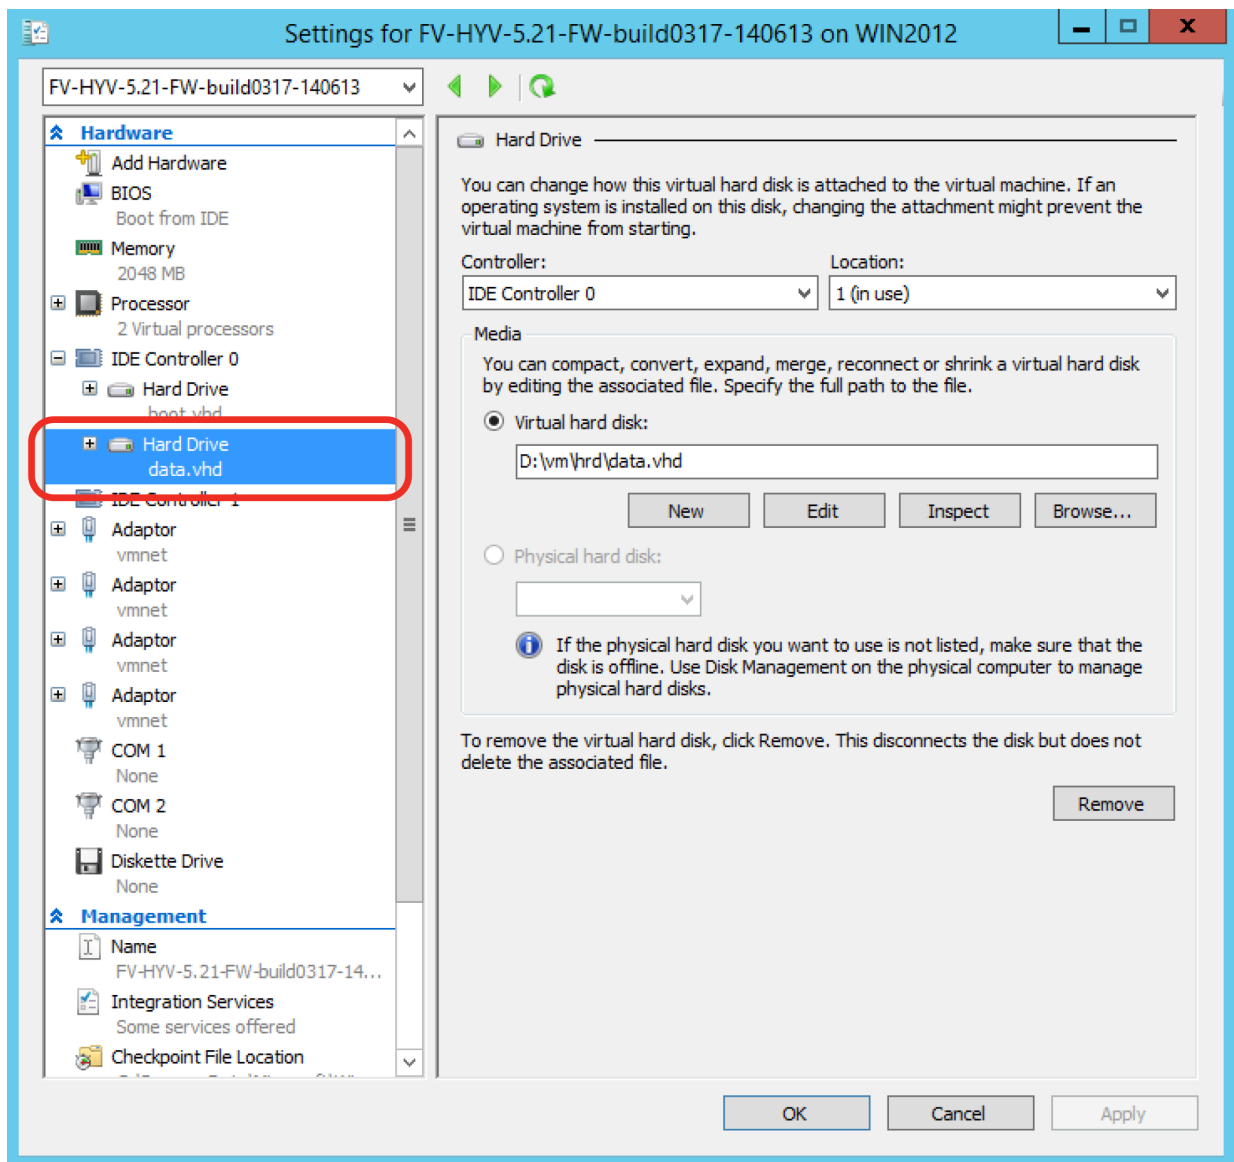 Settings for FV-HYV-5.21-FW-build0317-140613 on WIN2012
FV-HYV-5.21-FW-build0317-140613
Hardware
Add Hardware
BIOS
Boot from IDE
Memory
2048 MB
Processor
2 Virtual processors
IDE Controller 0
Hard Drive
boot.vhd
Hard Drive
data.vhd
IDE Controller 1
Adaptor
vmnet
Adaptor
vmnet
Adaptor
vmnet
Adaptor
vmnet
COM 1
None
COM 2
None
Diskette Drive
None
Management
Name
FV-HYV-5.21-FW-build0317-14...
Integration Services
Some services offered
Checkpoint File Location
Hard Drive
You can change how this virtual hard disk is attached to the virtual machine. If an
operating system is installed on this disk, changing the attachment might prevent the
virtual machine from starting.
Controller:
Location:
IDE Controller 0
1 (in use)
Media
You can compact, convert, expand, merge, reconnect or shrink a virtual hard disk
by editing the associated file. Specify the full path to the file.
Virtual hard disk:
D:\vm\hrd\data.vhd
New
Edit
Inspect
Browse...
Physical hard disk:
If the physical hard disk you want to use is not listed, make sure that the
disk is offline. Use Disk Management on the physical computer to manage
physical hard disks.
To remove the virtual hard disk, click Remove. This disconnects the disk but does not
delete the associated file.
Remove
OK
Cancel
Apply